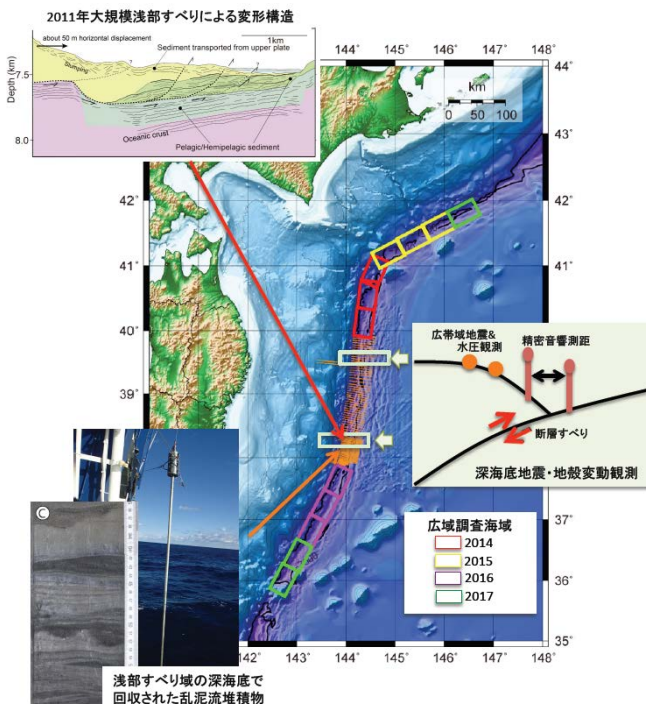 2011年大規模浅部すべりによる変形構造
about 50 m horizontal displacement
1km
Sediment transported from upper plate
Slumping
?
?
?
?
Depth (km)
7.5
8.0
Oceanic crust
Pelagic/Hemipelagic sediment
144° 145° 146° 147° 148°
44°
km
0 50 100
43°
42°
42°
41°
41°
40°
40°
39°
39°
広帯域地震&
水圧観測
精密音響測距
断層すべり
深海底地震・地殻変動観測
広域調査海域
2014
2015
2016
2017
37°
36°
35°
142° 143° 144° 145° 146° 147° 148°
C
浅部すべり域の深海底で
回収された乱泥流堆積物